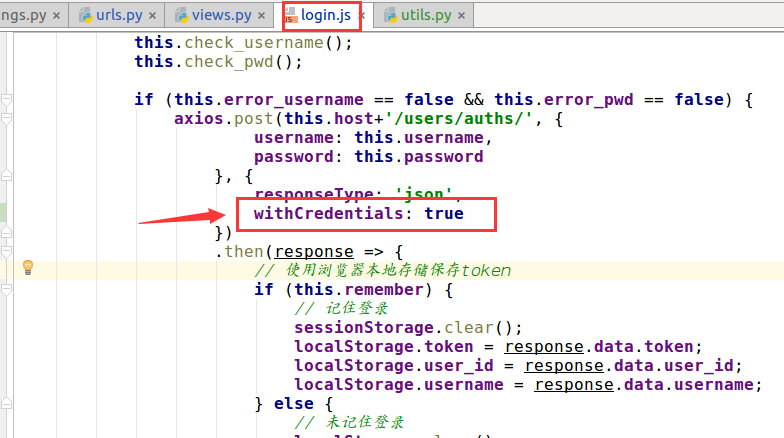 ngs.py × urls.py × views.py × login.js × utils.py ×
this.check_username();
this.check_pwd();
if (this.error_username == false && this.error_pwd == false) {
axios.post(this.host+'/users/auths/', {
username: this.username,
password: this.password
}, {
responseType: 'json',
withCredentials: true
})
.then(response => {
// 使用浏览器本地存储保存token
if (this.remember) {
// 记住登录
sessionStorage.clear();
localStorage.token = response.data.token;
localStorage.user_id = response.data.user_id;
localStorage.username = response.data.username;
} else {
// 未记住登录